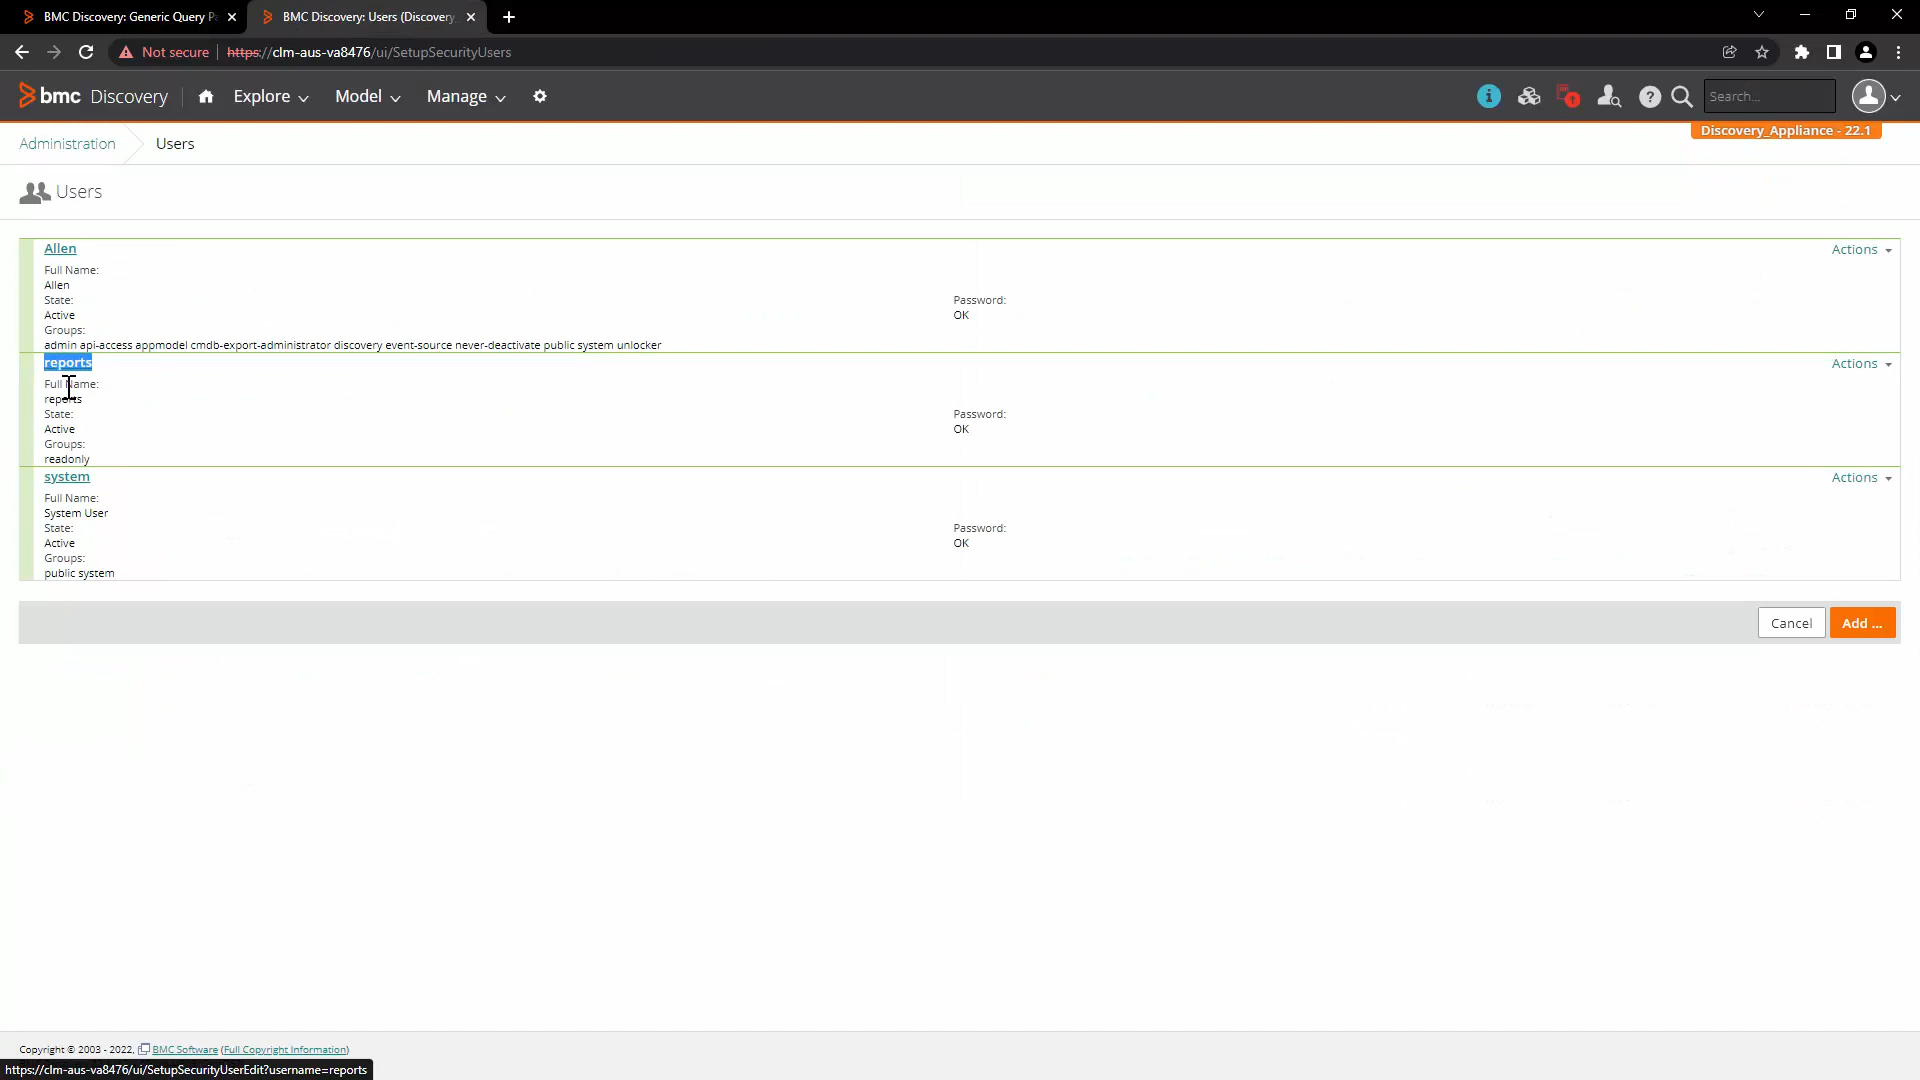 BMC Discovery: Generic Query P
BMC Discovery: Users (Discovery
Not secure https://clm-aus-va8476/ui/SetupSecurityUsers
bmc Discovery Explore Model Manage Search...
Administration Users Discovery_Appliance - 22.1
Users
Allen Actions
Full Name:
Allen
State: Password:
Active OK
Groups:
admin api-access appmodel cmdb-export-administrator discovery event-source never-deactivate public system unlocker
reports Actions
Full Name:
reports
State: Password:
Active OK
Groups:
readonly
system Actions
Full Name:
System User
State: Password:
Active OK
Groups:
public system
Cancel Add ...
Copyright © 2003 - 2022, BMC Software (Full Copyright Information)
https://clm-aus-va8476/ui/SetupSecurityUserEdit?username=reports